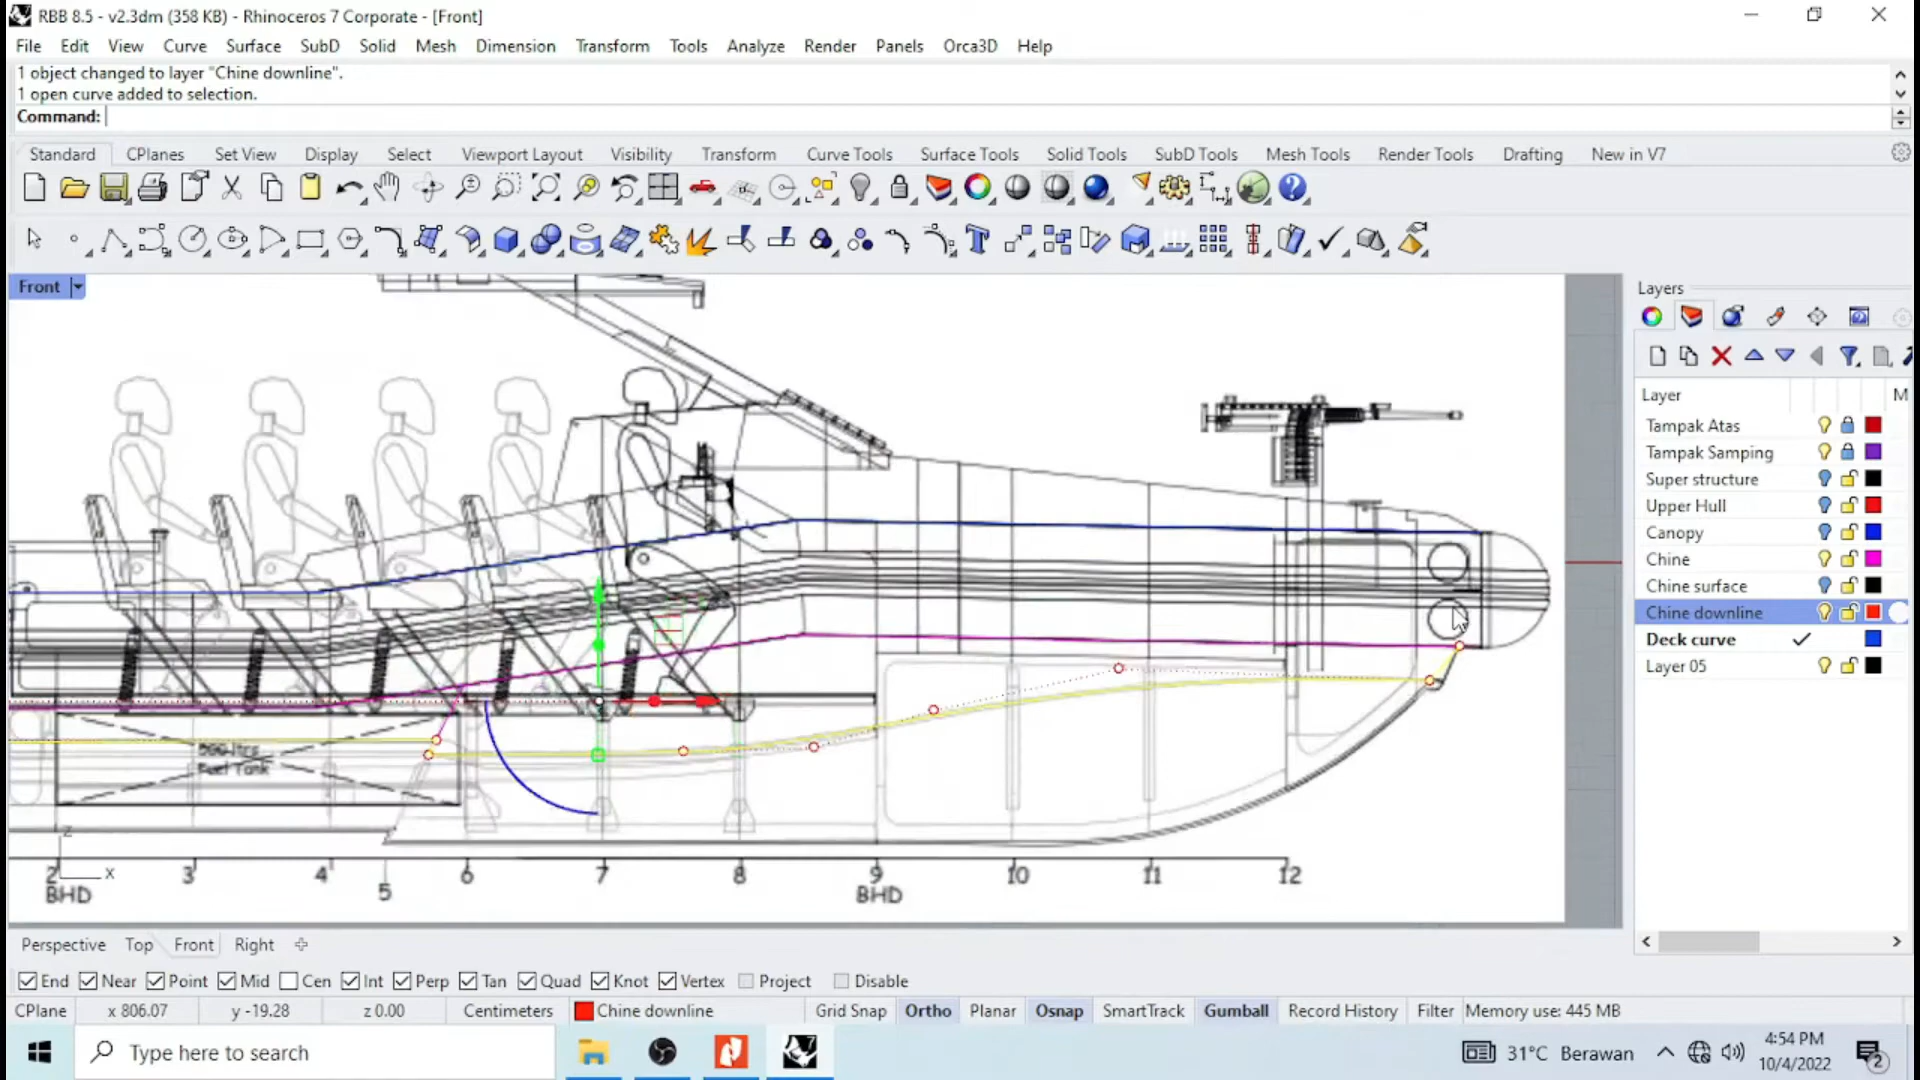 RBB 8.5 - v2.3dm (358 KB) - Rhinoceros 7 Corporate - [Front]
File Edit View Curve Surface SubD Solid Mesh Dimension Transform Tools Analyze Render Panels Orca3D Help
1 object changed to layer "Chine downline".
1 open curve added to selection.
Command:
Standard CPlanes Set View Display Select Viewport Layout Visibility Transform Curve Tools Surface Tools Solid Tools SubD Tools Mesh Tools Render Tools Drafting New in V7
Front
Layers
Layer M
Tampak Atas
Tampak Samping
Super structure
Upper Hull
Canopy
Chine
Chine surface
Chine downline
Deck curve
Layer 05
Fuel Tank
z
x
2 3 4 5 6 7 8 9 10 11 12
BHD BHD
Perspective Top Front Right
End Near Point Mid Cen Int Perp Tan Quad Knot Vertex Project Disable
CPlane x 806.07 y -19.28 z 0.00 Centimeters Chine downline Grid Snap Ortho Planar Osnap SmartTrack Gumball Record History Filter Memory use: 445 MB
Type here to search
31°C Berawan
4:54 PM
10/4/2022
2